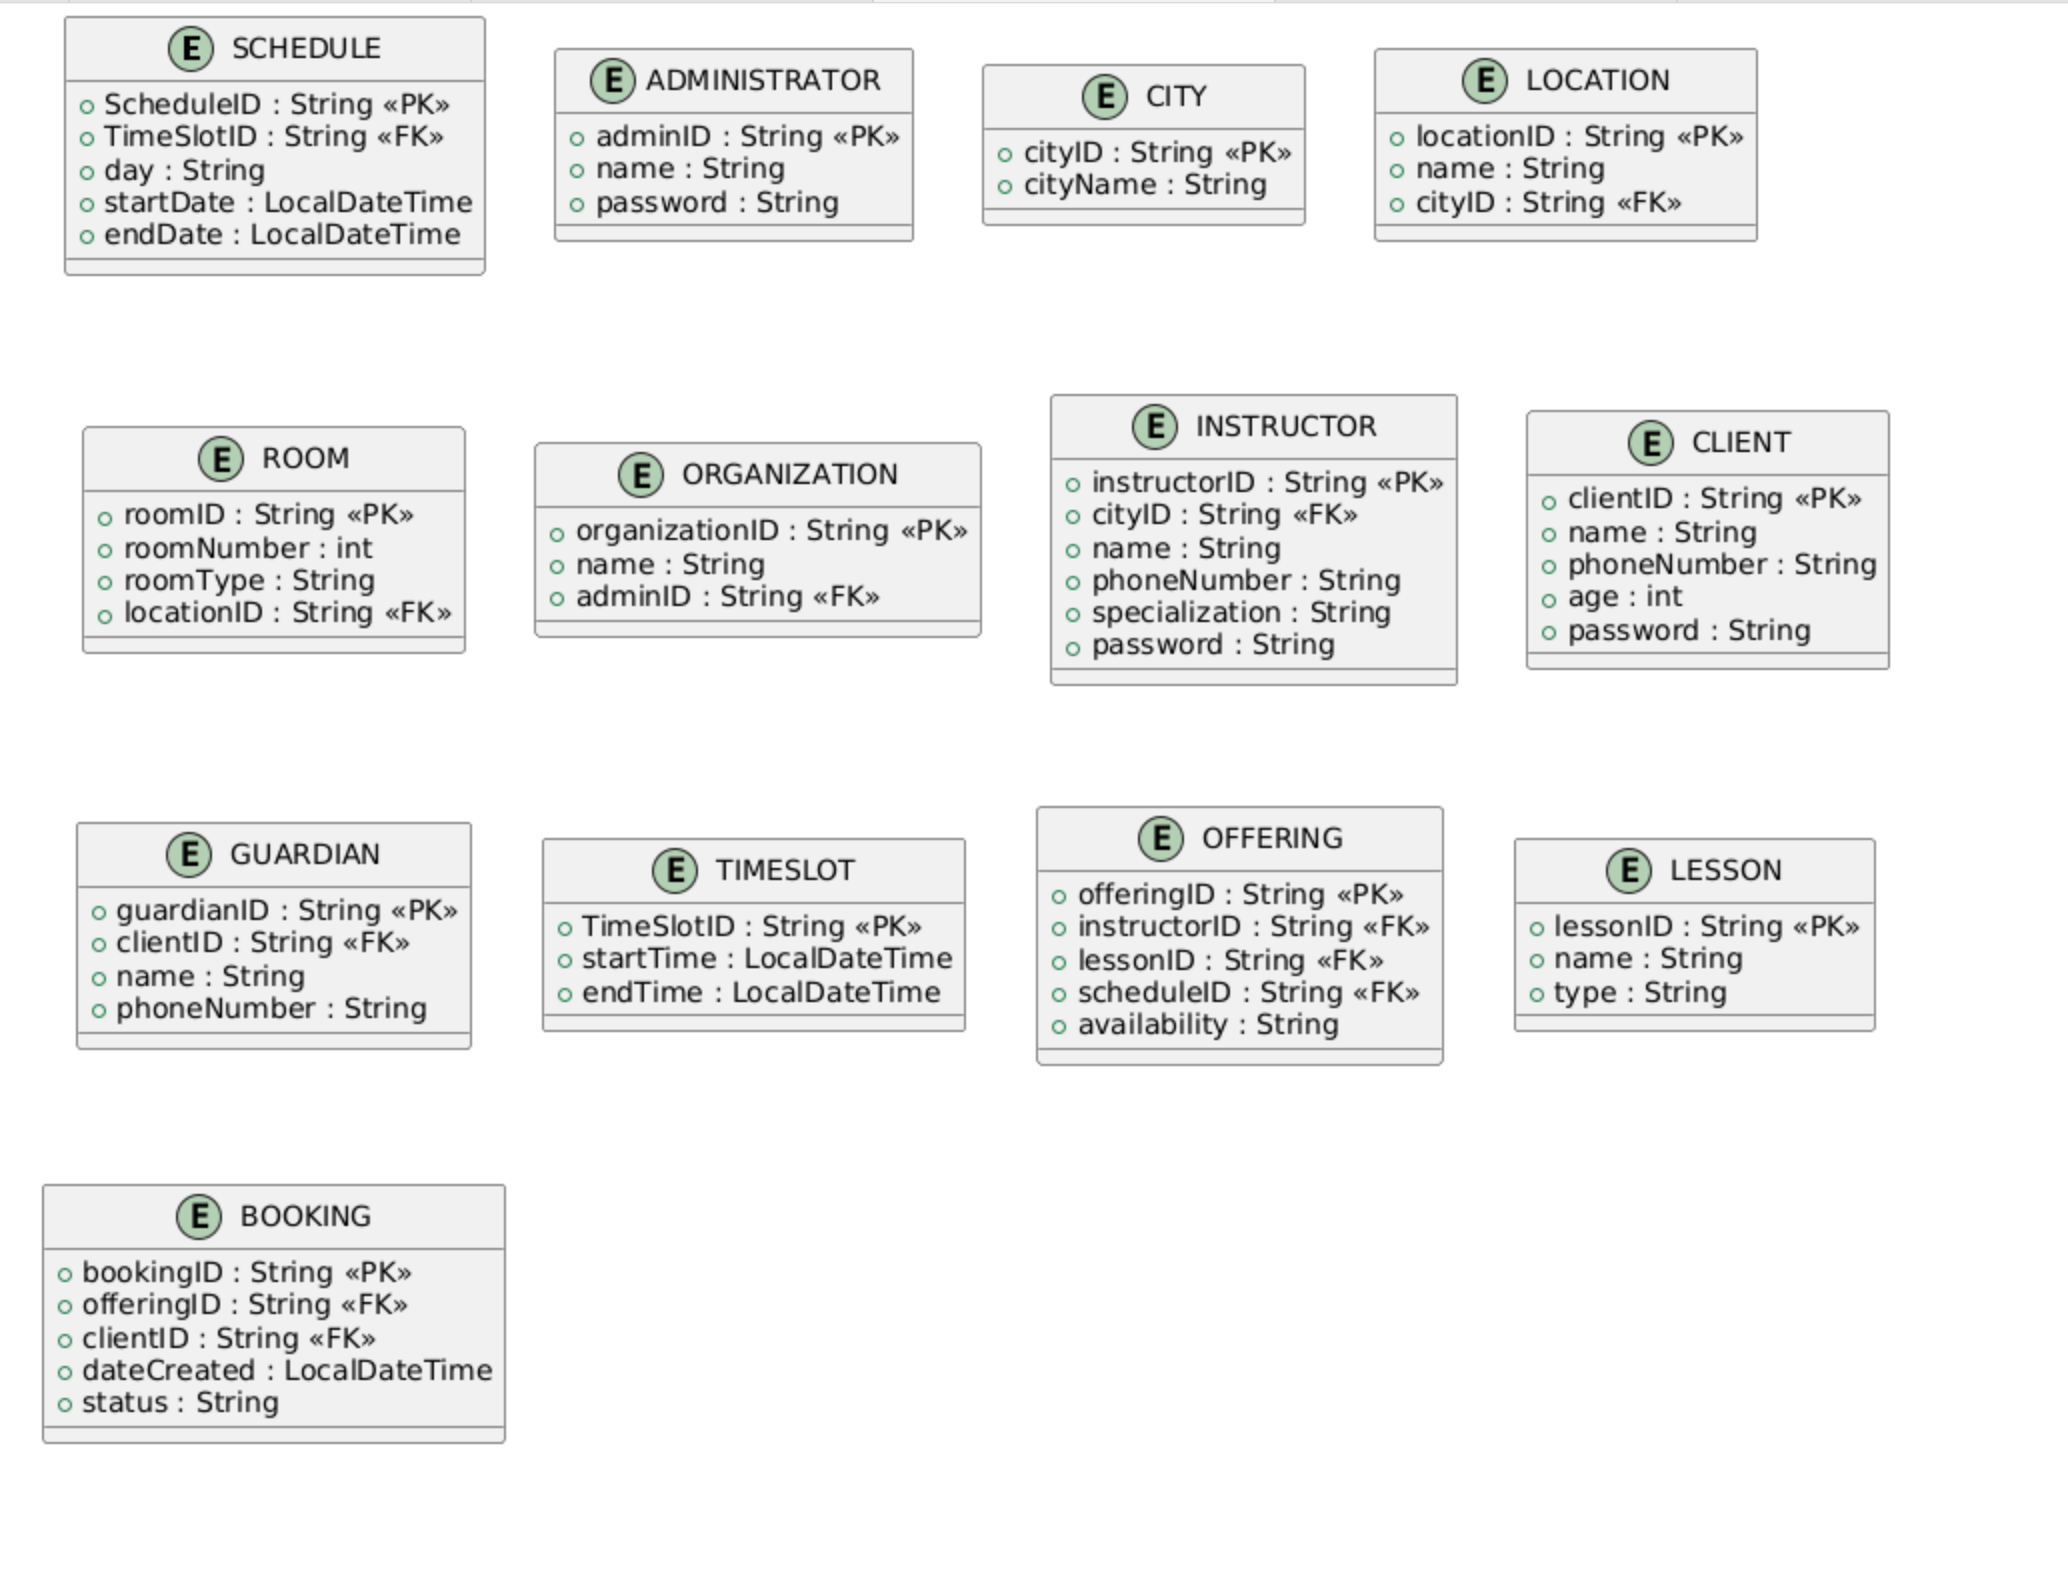 E SCHEDULE
ScheduleID : String «PK»
TimeSlotID : String «FK»
day : String
startDate : LocalDateTime
endDate : LocalDateTime
E ADMINISTRATOR
adminID : String «PK»
name : String
password : String
E CITY
cityID : String «PK»
cityName : String
E LOCATION
locationID : String «PK»
name : String
cityID : String «FK»
E ROOM
roomID : String «PK»
roomNumber : int
roomType : String
locationID : String «FK»
E ORGANIZATION
organizationID : String «PK»
name : String
adminID : String «FK»
E INSTRUCTOR
instructorID : String «PK»
cityID : String «FK»
name : String
phoneNumber : String
specialization : String
password : String
E CLIENT
clientID : String «PK»
name : String
phoneNumber : String
age : int
password : String
E GUARDIAN
guardianID : String «PK»
clientID : String «FK»
name : String
phoneNumber : String
E TIMESLOT
TimeSlotID : String «PK»
startTime : LocalDateTime
endTime : LocalDateTime
E OFFERING
offeringID : String «PK»
instructorID : String «FK»
lessonID : String «FK»
scheduleID : String «FK»
availability : String
E LESSON
lessonID : String «PK»
name : String
type : String
E BOOKING
bookingID : String «PK»
offeringID : String «FK»
clientID : String «FK»
dateCreated : LocalDateTime
status : String